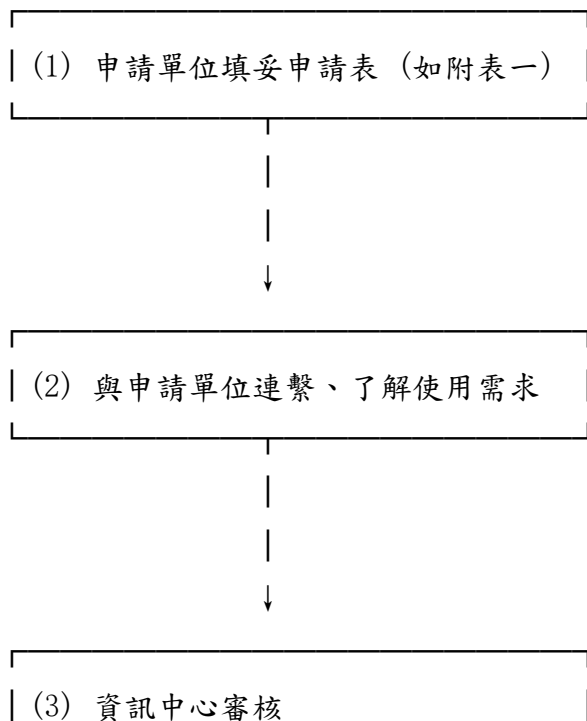 (1) 申請單位填妥申請表 (如附表一)
(2) 與申請單位連繫、了解使用需求
(3) 資訊中心審核